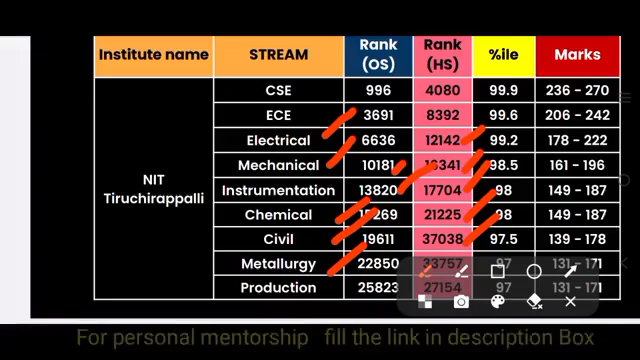 Institute name STREAM Rank (OS) Rank (HS) %ile Marks
NIT Tiruchirappalli
CSE 996 4080 99.9 236 - 270
ECE 3691 8392 99.6 206 - 242
Electrical 6636 12142 99.2 178 - 222
Mechanical 10181 98.5 161 - 196
Instrumentation 13820 17704 98 149 - 187
Chemical 21225 98 149 - 187
Civil 19611 37038 97.5 139 - 178
Metallurgy 22850 33757 97 131 - 171
Production 25823 27154 97 131 - 171
For personal mentorship fill the link in description Box